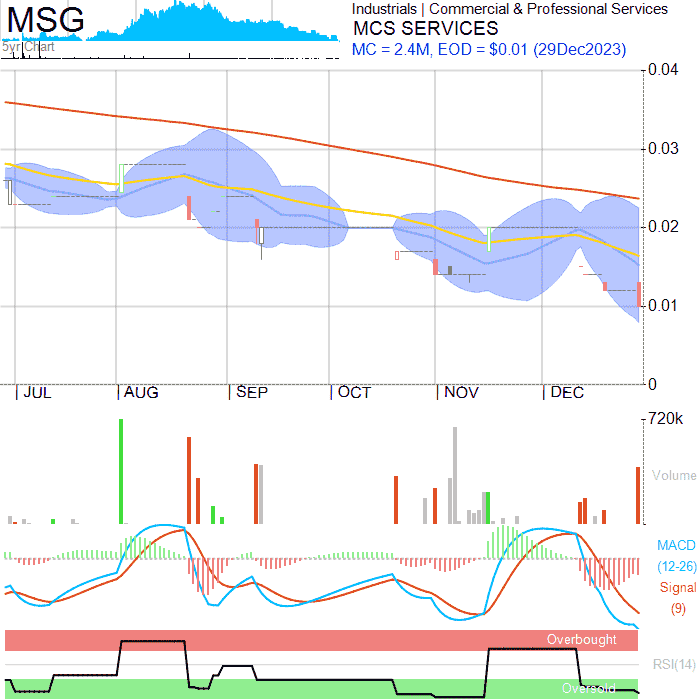 MSG
Industrials | Commercial & Professional Services
MCS SERVICES
5yr Chart
MC = 2.4M, EOD = $0.01 (29Dec2023)
0.04
0.03
0.02
0.01
0
JUL AUG SEP OCT NOV DEC
720k
Volume
MACD
(12-26)
Signal
(9)
Overbought
RSI(14)
Oversold